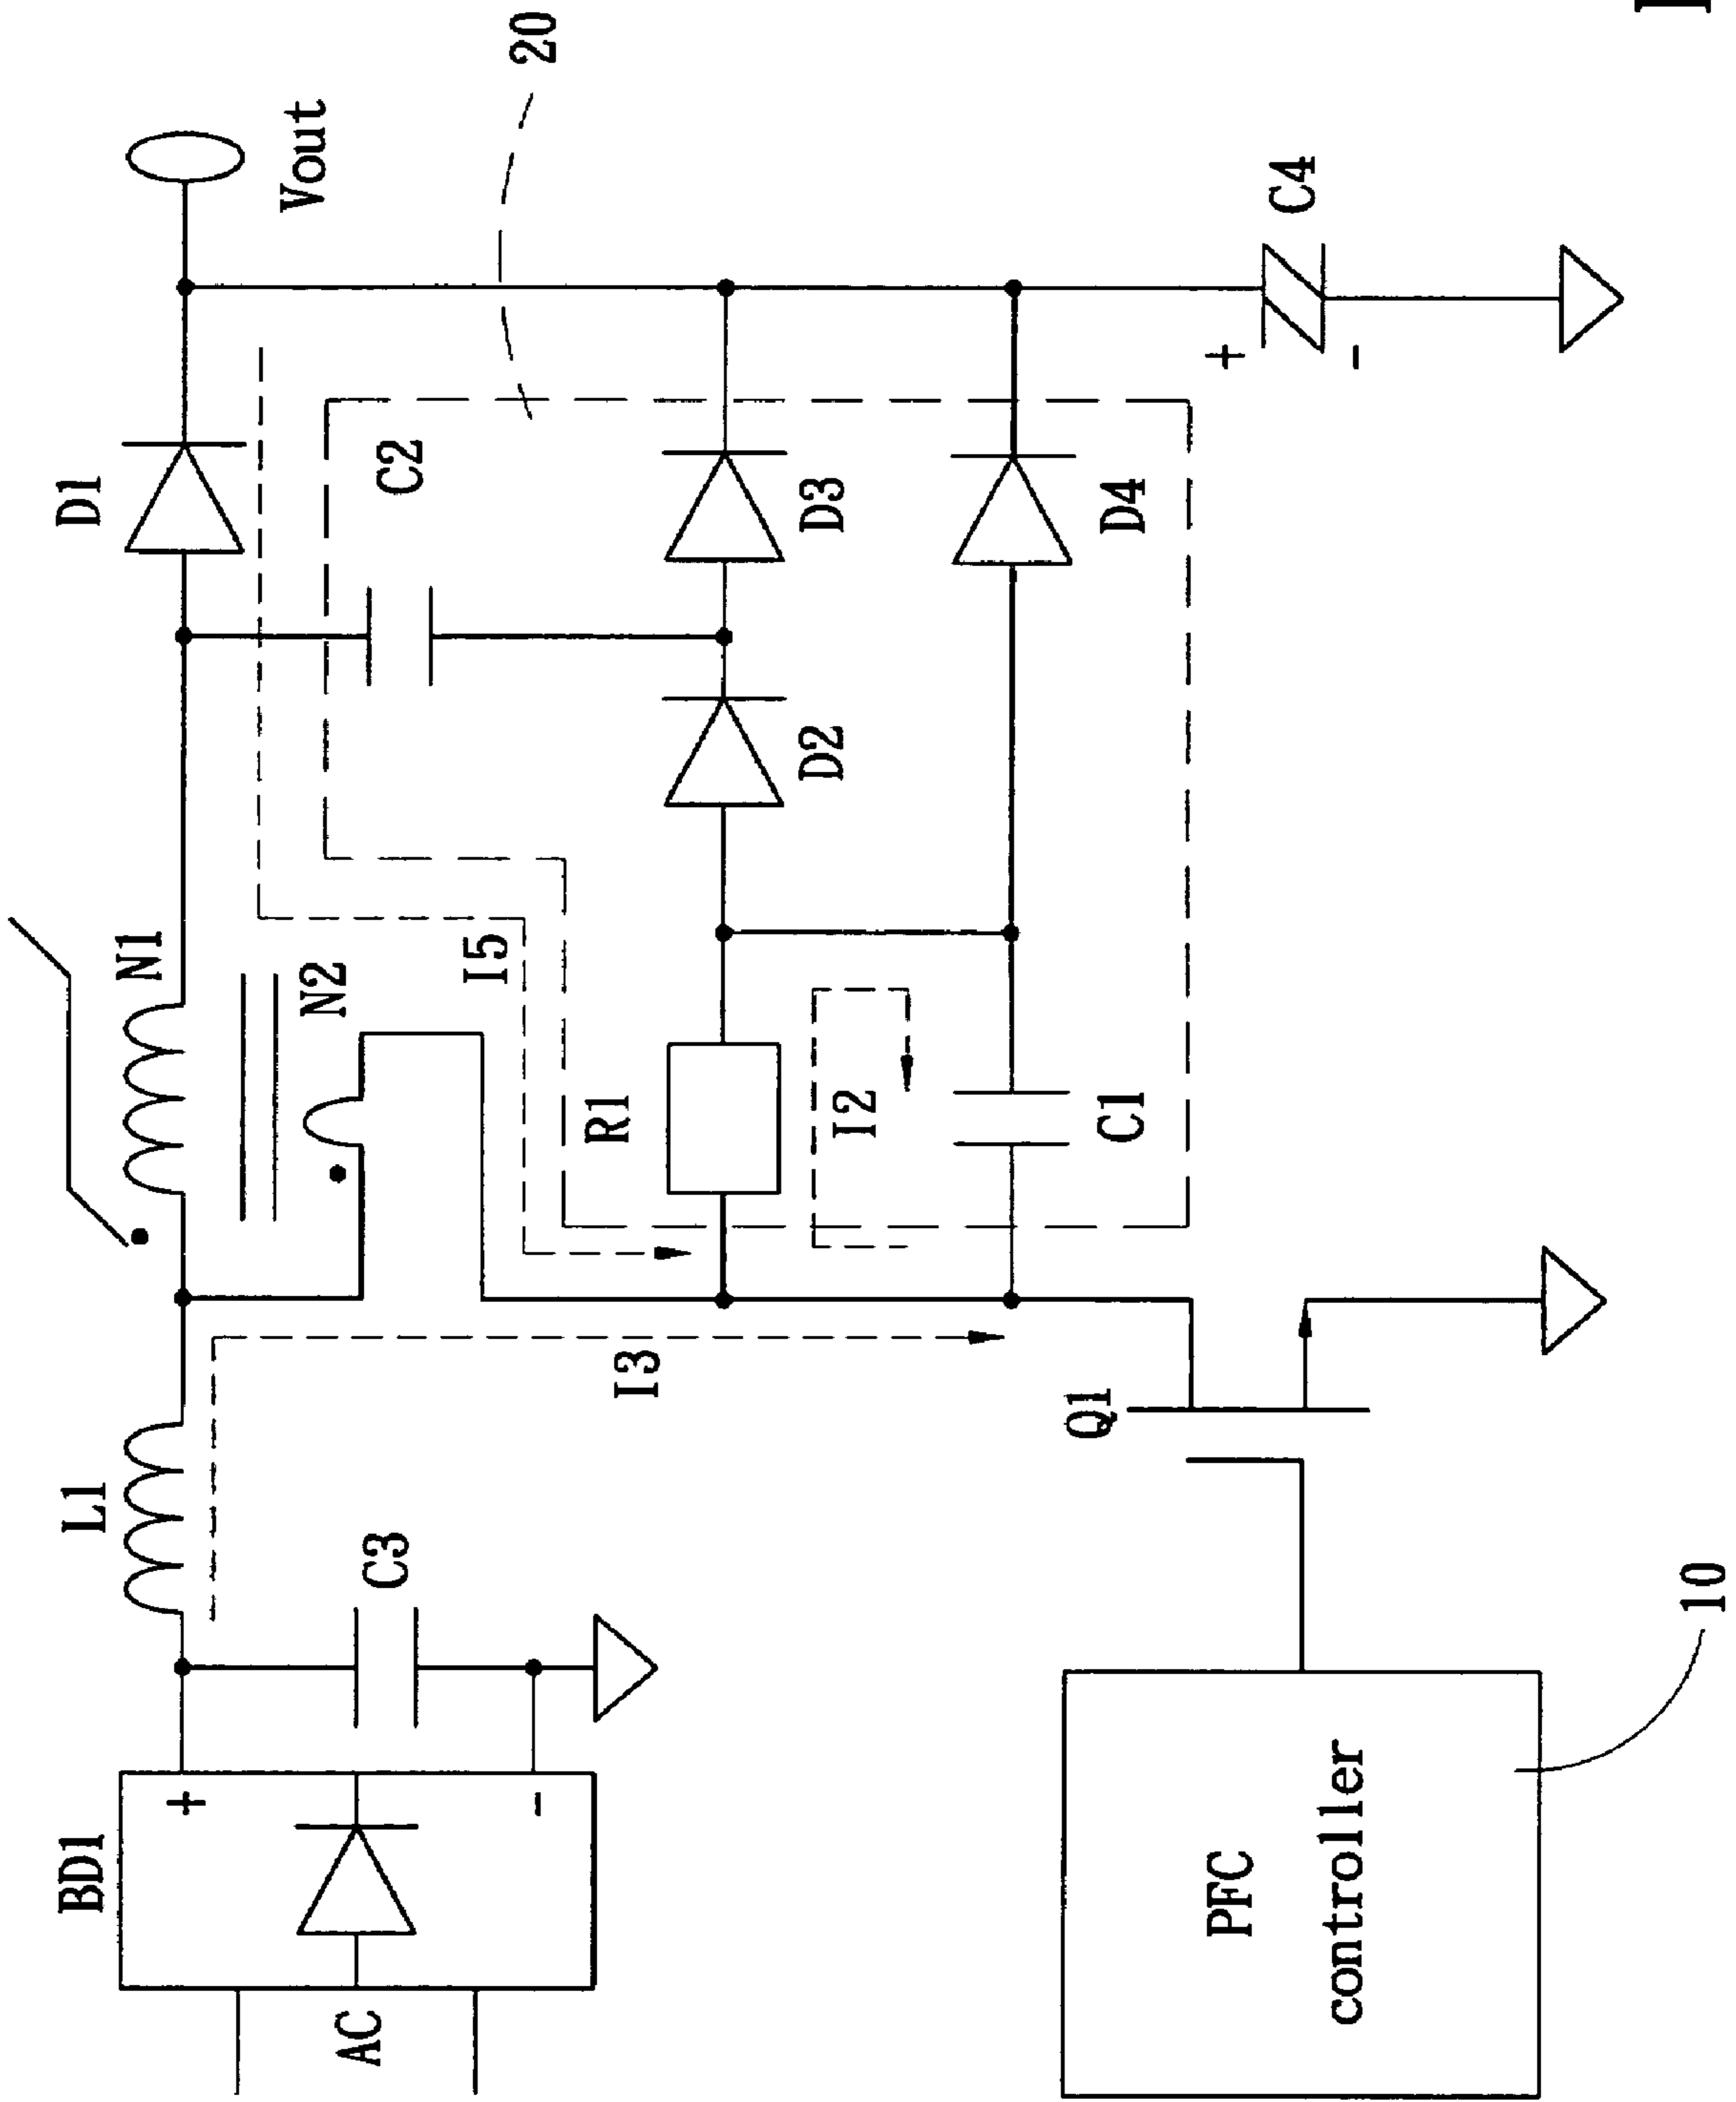 BD1
AC
+
-
L1
C3
N1
N2
D1
Vout
C2
20
I3
I5
R1
D2
D3
I2
C1
D4
Q1
+
-
C4
PFC
controller
10